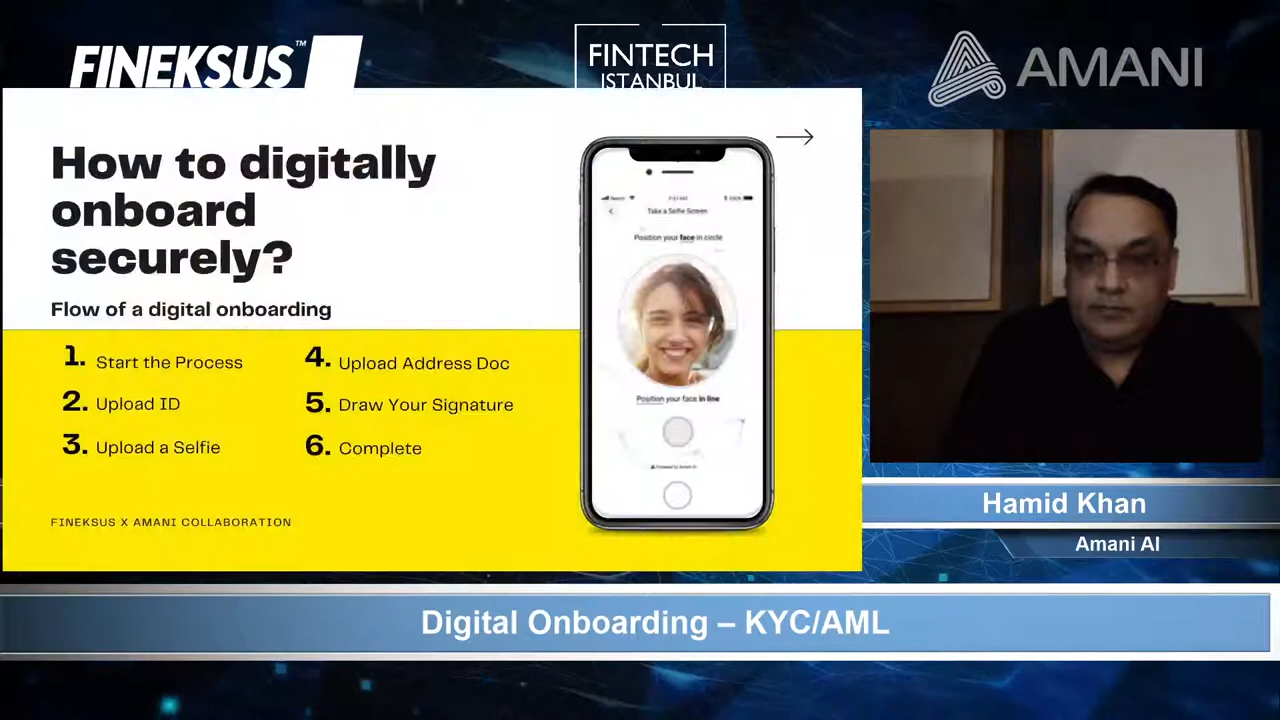 FINEKSUS™
FINTECH
ISTANBUL
AMANI
How to digitally
onboard
securely?
Flow of a digital onboarding
1. Start the Process
2. Upload ID
3. Upload a Selfie
4. Upload Address Doc
5. Draw Your Signature
6. Complete
FINEKSUS X AMANI COLLABORATION
Take a Selfie Screen
Position your face in circle
Position your face in line
Hamid Khan
Amani AI
Digital Onboarding – KYC/AML